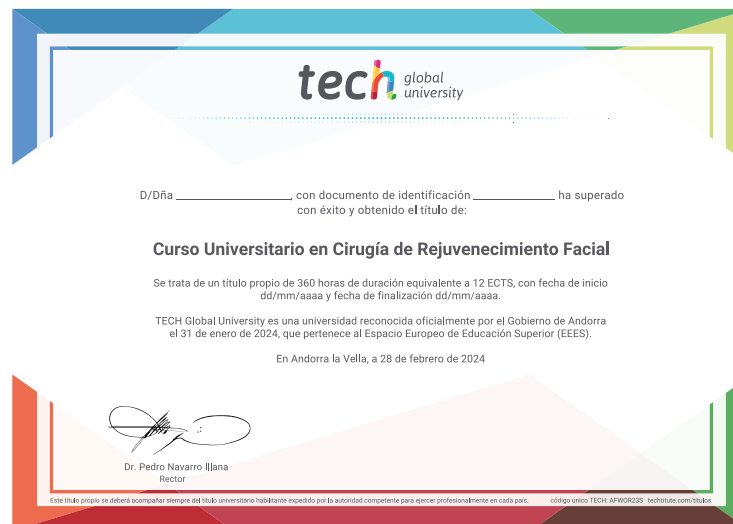 tech global university
D/Dña ______________, con documento de identificación __________ ha superado
con éxito y obtenido el título de:
Curso Universitario en Cirugía de Rejuvenecimiento Facial
Se trata de un título propio de 360 horas de duración equivalente a 12 ECTS, con fecha de inicio
dd/mm/aaaa y fecha de finalización dd/mm/aaaa.
TECH Global University es una universidad reconocida oficialmente por el Gobierno de Andorra
el 31 de enero de 2024, que pertenece al Espacio Europeo de Educación Superior (EEES).
En Andorra la Vella, a 28 de febrero de 2024
Dr. Pedro Navarro Illana
Rector
Este título propio se deberá acompañar siempre del título universitario habilitante expedido por la autoridad competente para ejercer profesionalmente en cada país. código único TECH: AFWOR23S techtitute.com/titulos